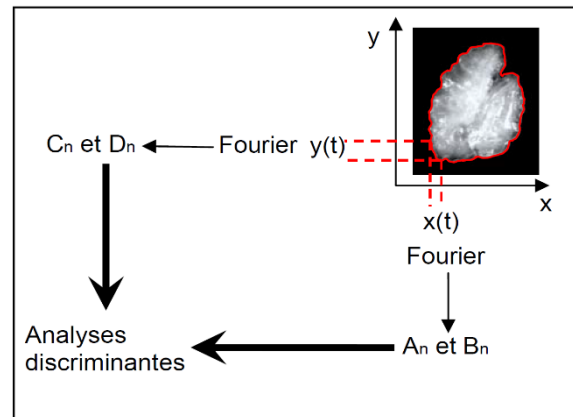 y
Cn et Dn
Fourier y(t)
x
x(t)
Fourier
An et Bn
Analyses
discriminantes